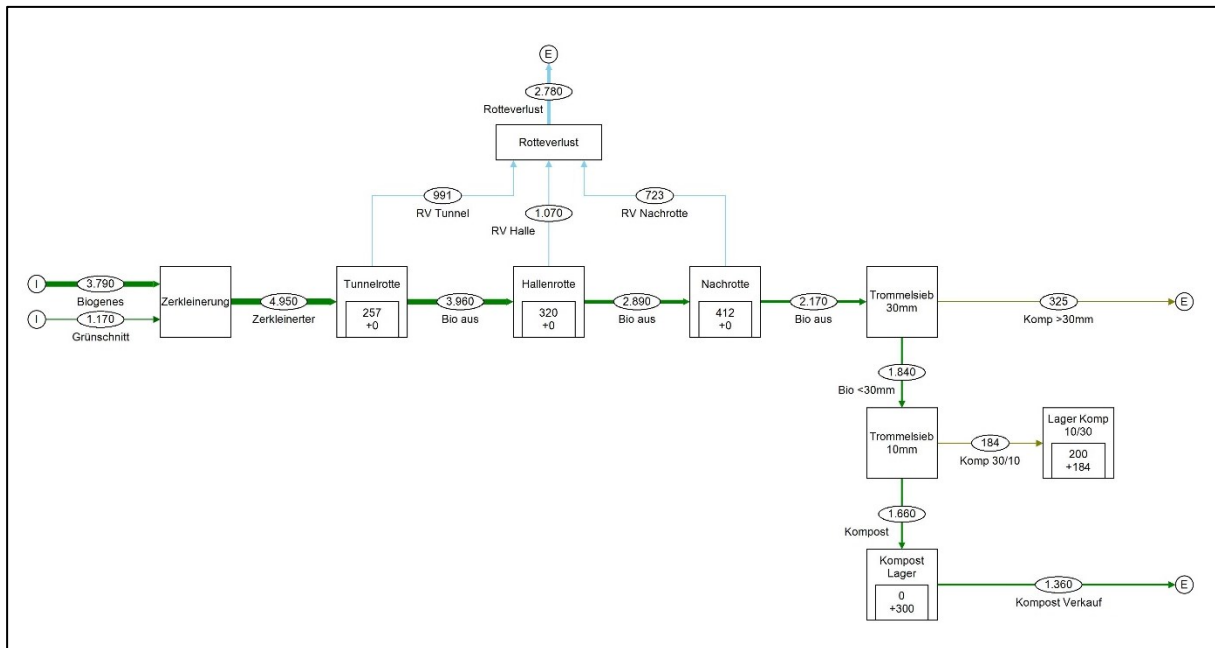 E
2.780
Rotteverlust
Rotteverlust
991
RV Tunnel
1.070
RV Halle
723
RV Nachrotte
I
3.790
Biogenes
I
1.170
Grünschnitt
Zerkleinerung
4.950
Zerkleinerter
Tunnelrotte
257
+0
3.960
Bio aus
Hallenrotte
320
+0
2.890
Bio aus
Nachrotte
412
+0
2.170
Bio aus
Trommelsieb
30mm
325
Komp >30mm
E
1.840
Bio <30mm
Trommelsieb
10mm
184
Komp 30/10
Lager Komp
10/30
200
+184
1.660
Kompost
Kompost
Lager
0
+300
1.360
Kompost Verkauf
E